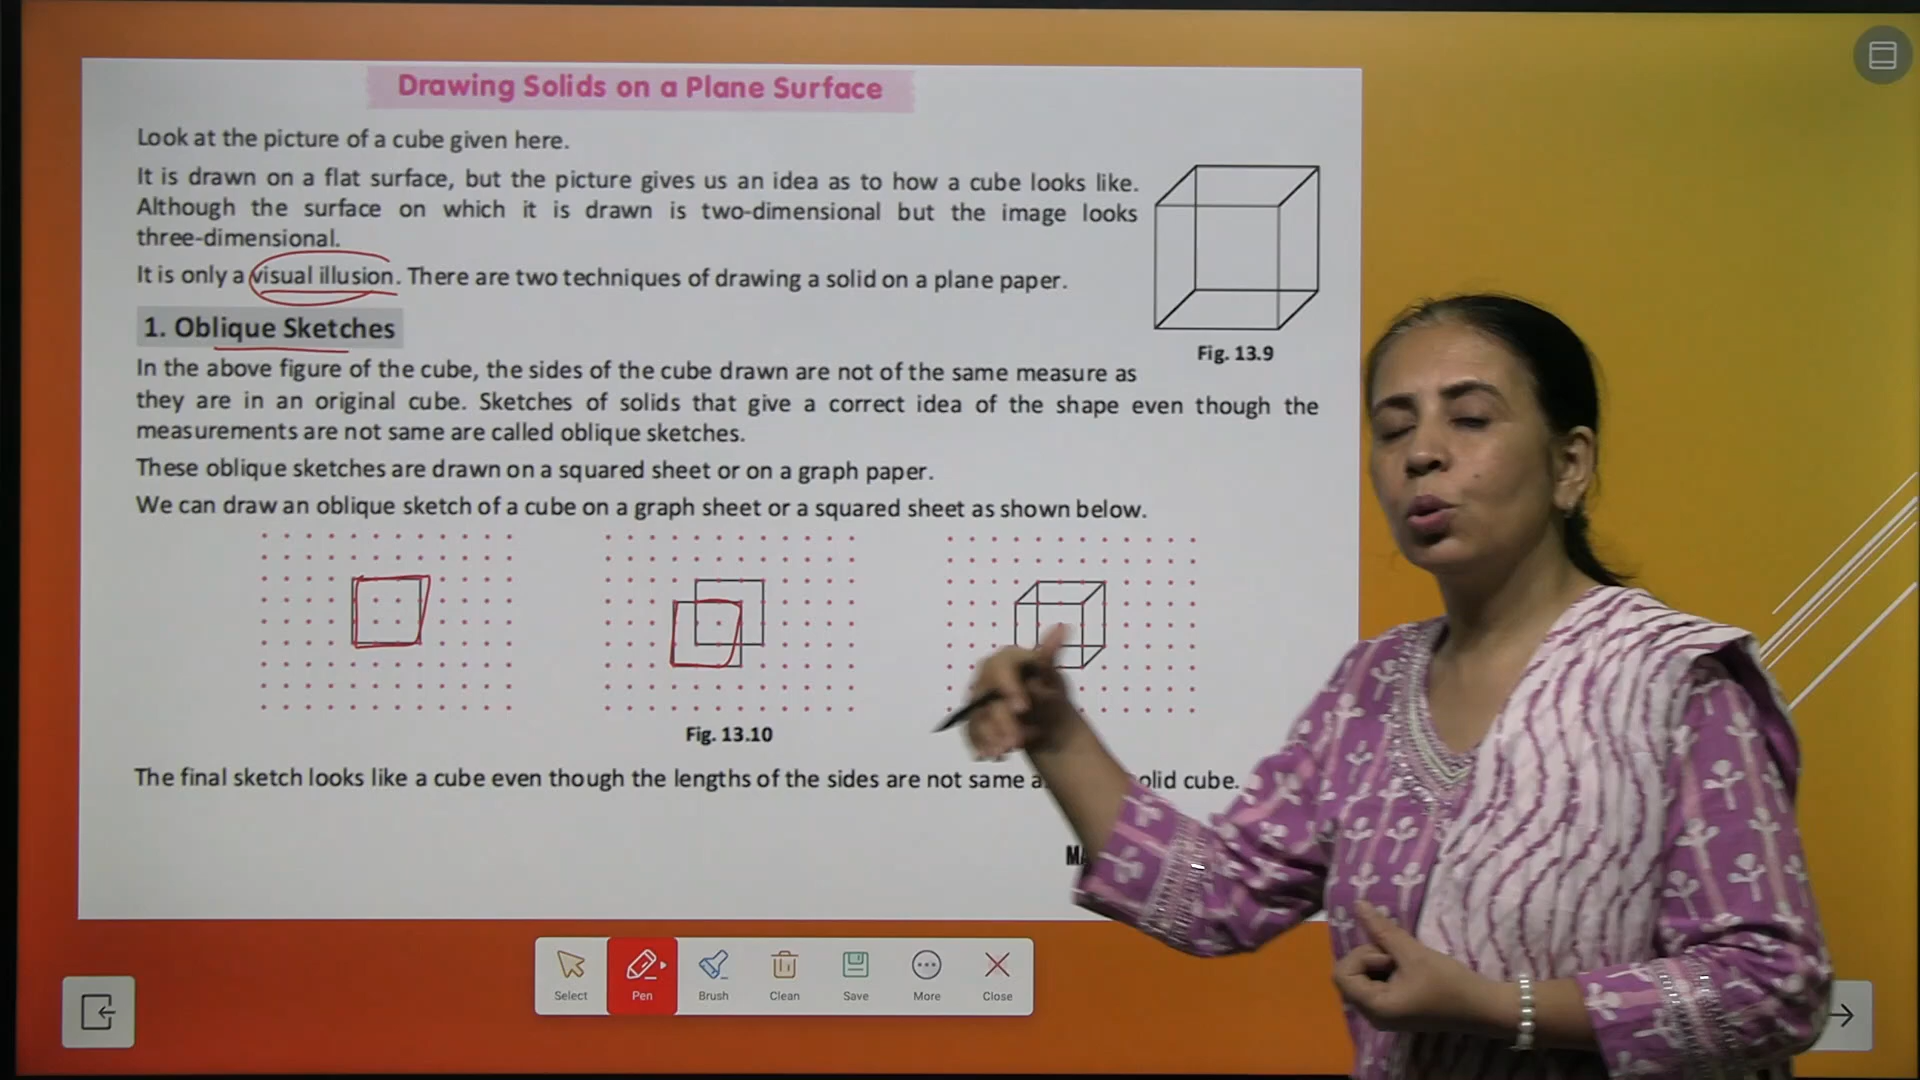 Drawing Solids on a Plane Surface
Look at the picture of a cube given here.
It is drawn on a flat surface, but the picture gives us an idea as to how a cube looks like.
Although the surface on which it is drawn is two-dimensional but the image looks
three-dimensional.
It is only a visual illusion. There are two techniques of drawing a solid on a plane paper.
1. Oblique Sketches
Fig. 13.9
In the above figure of the cube, the sides of the cube drawn are not of the same measure as
they are in an original cube. Sketches of solids that give a correct idea of the shape even though the
measurements are not same are called oblique sketches.
These oblique sketches are drawn on a squared sheet or on a graph paper.
We can draw an oblique sketch of a cube on a graph sheet or a squared sheet as shown below.
Fig. 13.10
The final sketch looks like a cube even though the lengths of the sides are not same cube.
Select Pen Brush Clean Save More Close